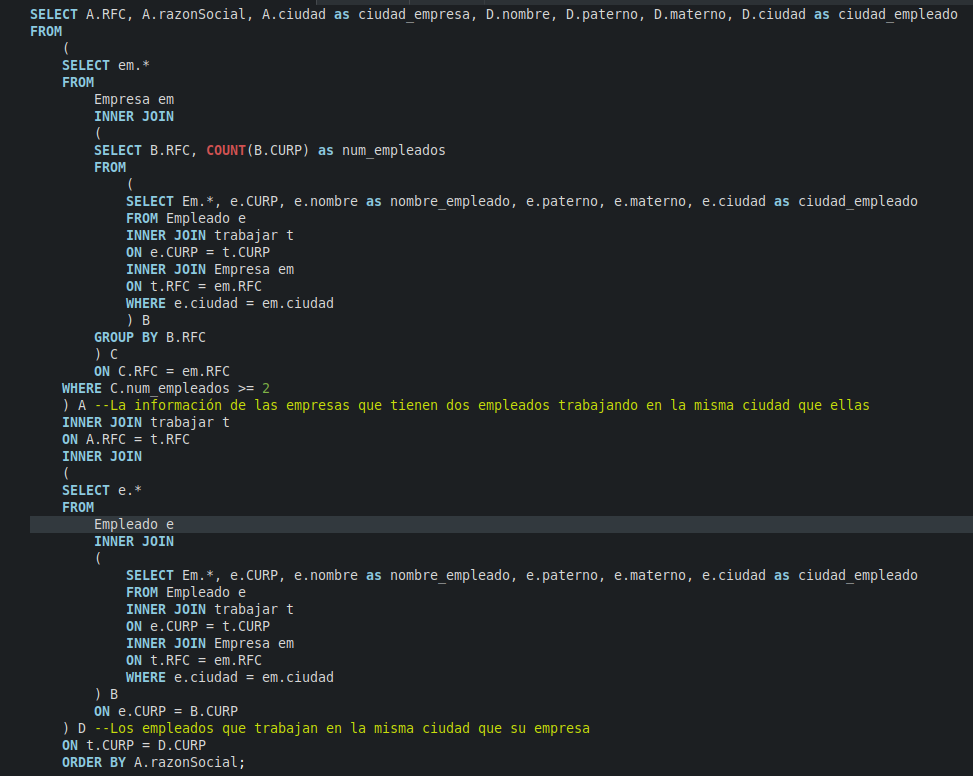 SELECT A.RFC, A.razonSocial, A.ciudad as ciudad_empresa, D.nombre, D.paterno, D.materno, D.ciudad as ciudad_empleado
FROM
(
SELECT em.*
FROM
Empresa em
INNER JOIN
(
SELECT B.RFC, COUNT(B.CURP) as num_empleados
FROM
(
SELECT Em.*, e.CURP, e.nombre as nombre_empleado, e.paterno, e.materno, e.ciudad as ciudad_empleado
FROM Empleado e
INNER JOIN trabajar t
ON e.CURP = t.CURP
INNER JOIN Empresa em
ON t.RFC = em.RFC
WHERE e.ciudad = em.ciudad
) B
GROUP BY B.RFC
) C
ON C.RFC = em.RFC
WHERE C.num_empleados >= 2
) A --La información de las empresas que tienen dos empleados trabajando en la misma ciudad que ellas
INNER JOIN trabajar t
ON A.RFC = t.RFC
INNER JOIN
(
SELECT e.*
FROM
Empleado e
INNER JOIN
(
SELECT Em.*, e.CURP, e.nombre as nombre_empleado, e.paterno, e.materno, e.ciudad as ciudad_empleado
FROM Empleado e
INNER JOIN trabajar t
ON e.CURP = t.CURP
INNER JOIN Empresa em
ON t.RFC = em.RFC
WHERE e.ciudad = em.ciudad
) B
ON e.CURP = B.CURP
) D --Los empleados que trabajan en la misma ciudad que su empresa
ON t.CURP = D.CURP
ORDER BY A.razonSocial;